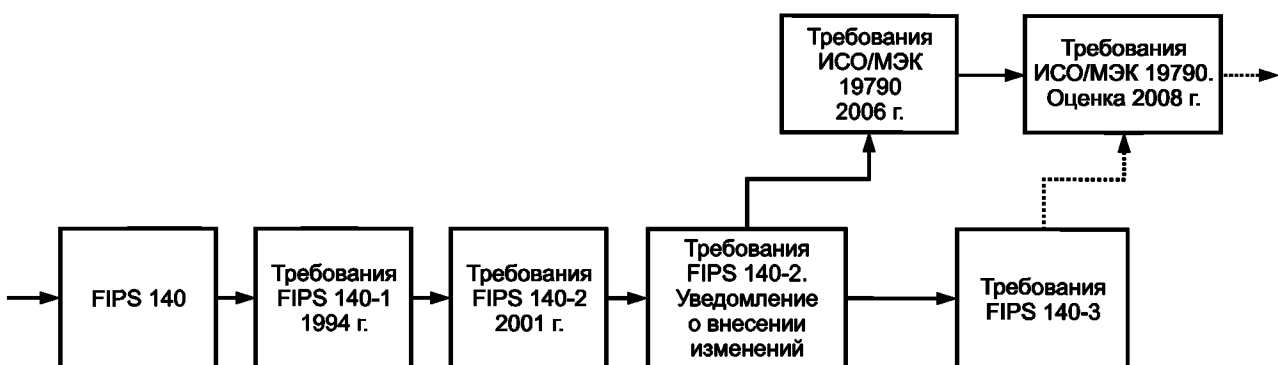 Требования
ИСО/МЭК
19790
2006 г.
Требования
ИСО/МЭК 19790.
Оценка 2008 г.
FIPS 140
Требования
FIPS 140-1
1994 г.
Требования
FIPS 140-2
2001 г.
Требования
FIPS 140-2.
Уведомление
о внесении
изменений
Требования
FIPS 140-3